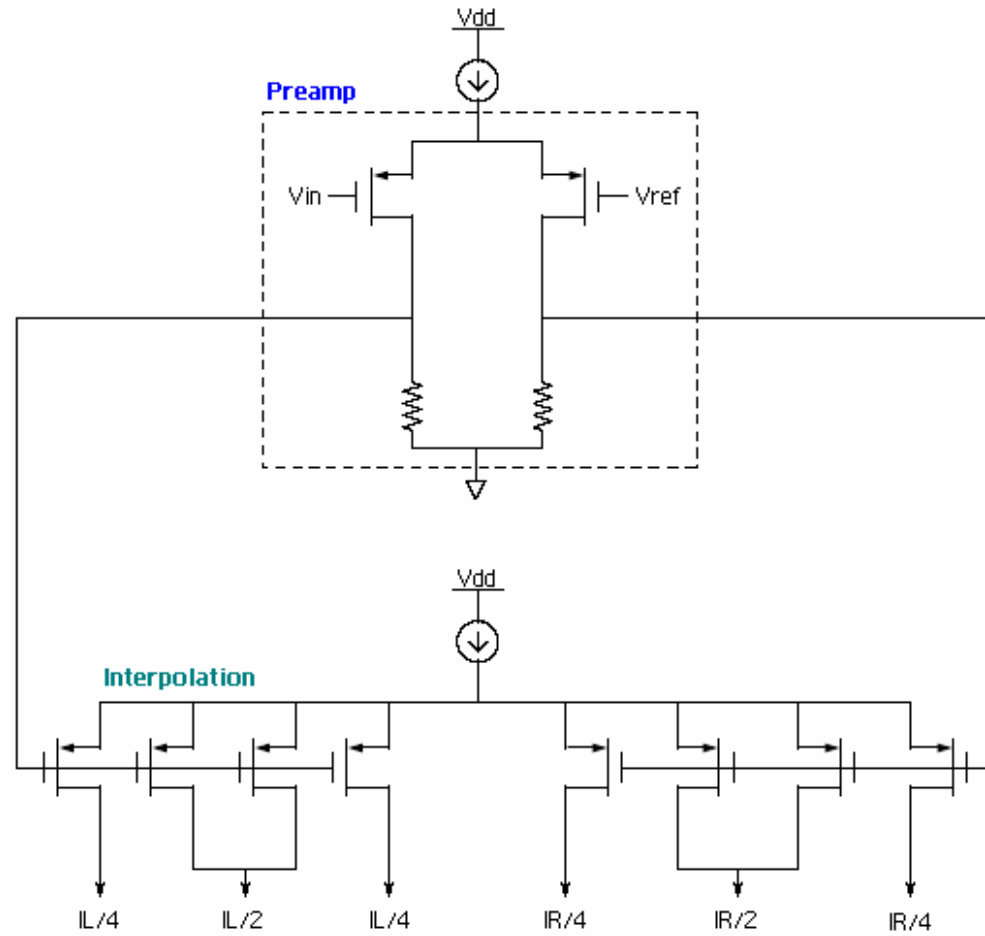 Vdd
Preamp
Vin
Vref
Vdd
Interpolation
IL/4 IL/2 IL/4 IR/4 IR/2 IR/4